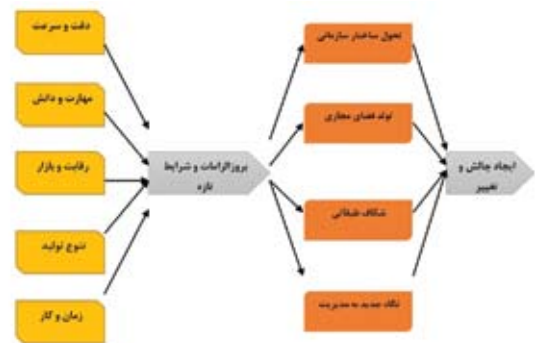 دقت و سرعت
مهارت و دانش
رقابت و بازار
تنوع تولید
زمان و کار
بروز الزامات و شرایط
تازه
تحول ساختار سازمانی
تولد فضای مجازی
شکاف طبقاتی
نگاه جدید به مدیریت
ایجاد چالش و
تغییر